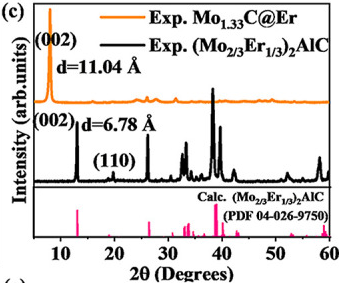 (c)
Exp. Mo1.33C@Er
(002)
Exp. (Mo2/3Er1/3)2AlC
d=11.04 Å
(002) d=6.78 Å
(110)
Intensity (arb.units)
Calc. (Mo2/3Er1/3)2AlC
(PDF 04-026-9750)
10 20 30 40 50 60
2θ (Degrees)